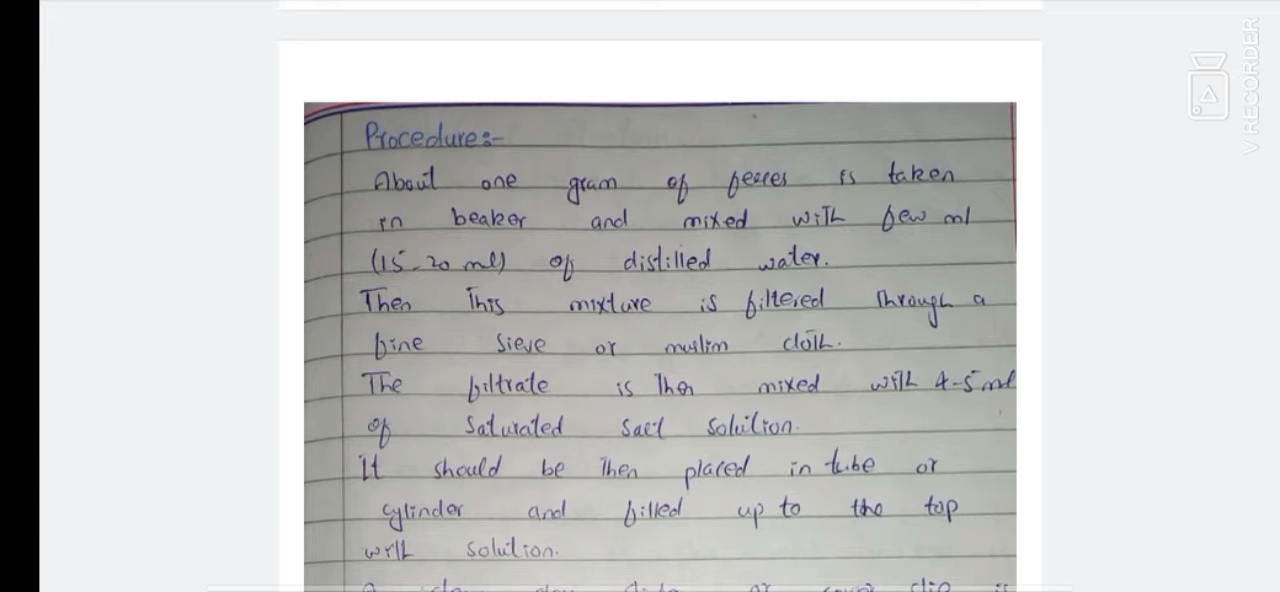 Procedure:-
About one gram of feaces is taken
in beaker and mixed with few ml
(15-20 ml) of distilled water.
Then this mixture is filtered through a
fine sieve or muslim cloth.
The filtrate is then mixed with 4-5 ml
of saturated salt solution.
It should be then placed in tube or
cylinder and filled up to the top
with solution.
V RECORDER